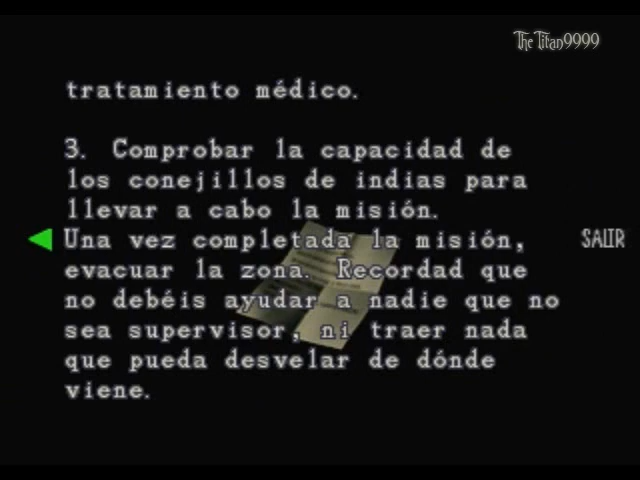 The Titan9999
tratamiento médico.
3. Comprobar la capacidad de
los conejillos de indias para
llevar a cabo la misión.
Una vez completada la misión,
SALIR
evacuar la zona. Recordad que
no debéis ayudar a nadie que no
sea supervisor, ni traer nada
que pueda desvelar de dónde
viene.